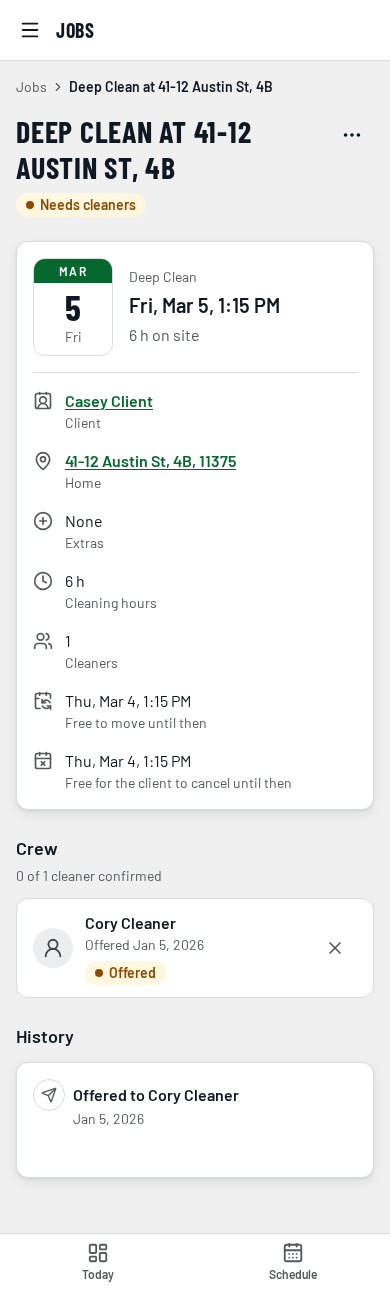 JOBS
Jobs > Deep Clean at 41-12 Austin St, 4B
DEEP CLEAN AT 41-12
AUSTIN ST, 4B
Needs cleaners
MAR
5
Fri
Deep Clean
Fri, Mar 5, 1:15 PM
6 h on site
Casey Client
Client
41-12 Austin St, 4B, 11375
Home
None
Extras
6 h
Cleaning hours
1
Cleaners
Thu, Mar 4, 1:15 PM
Free to move until then
Thu, Mar 4, 1:15 PM
Free for the client to cancel until then
Crew
0 of 1 cleaner confirmed
Cory Cleaner
Offered Jan 5, 2026
Offered
History
Offered to Cory Cleaner
Jan 5, 2026
Today
Schedule